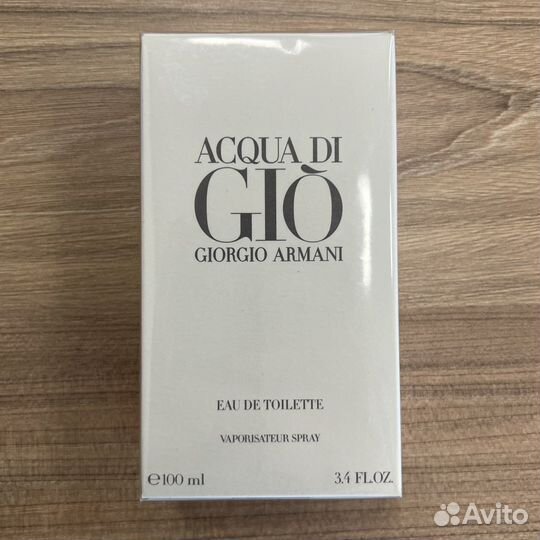 ACQUA DI
GIÒ
GIORGIO ARMANI
EAU DE TOILETTE
VAPORISATEUR SPRAY
℮100 ml 3.4 FL.OZ.
Avito